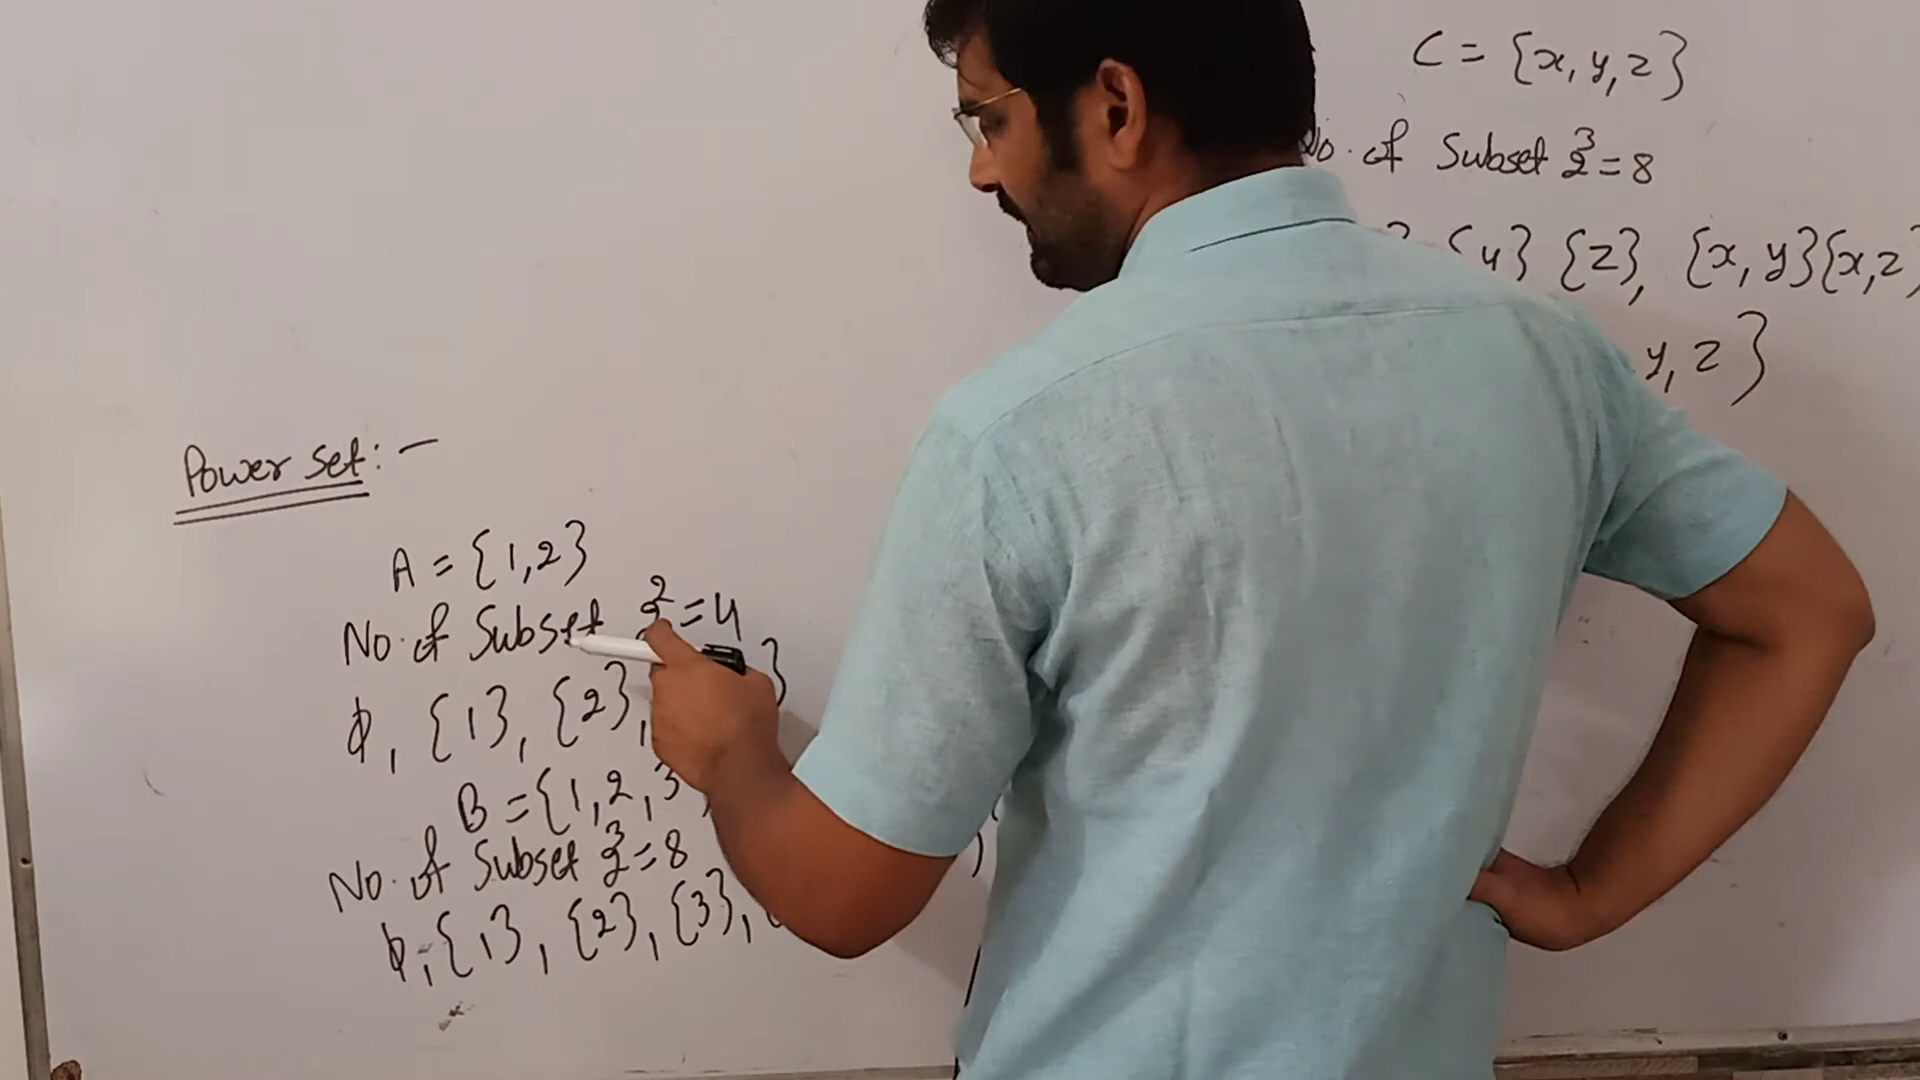 Power Set:-
A = {1,2}
No. of Subset 2² = 4
ϕ, {1}, {2}, }
B = {1,2,3
No. of Subset 2³ = 8
ϕ, {1}, {2}, {3},
C = {x, y, z}
No. of Subset 2³ = 8
y} {z}, {x, y}{x,z
y, z}